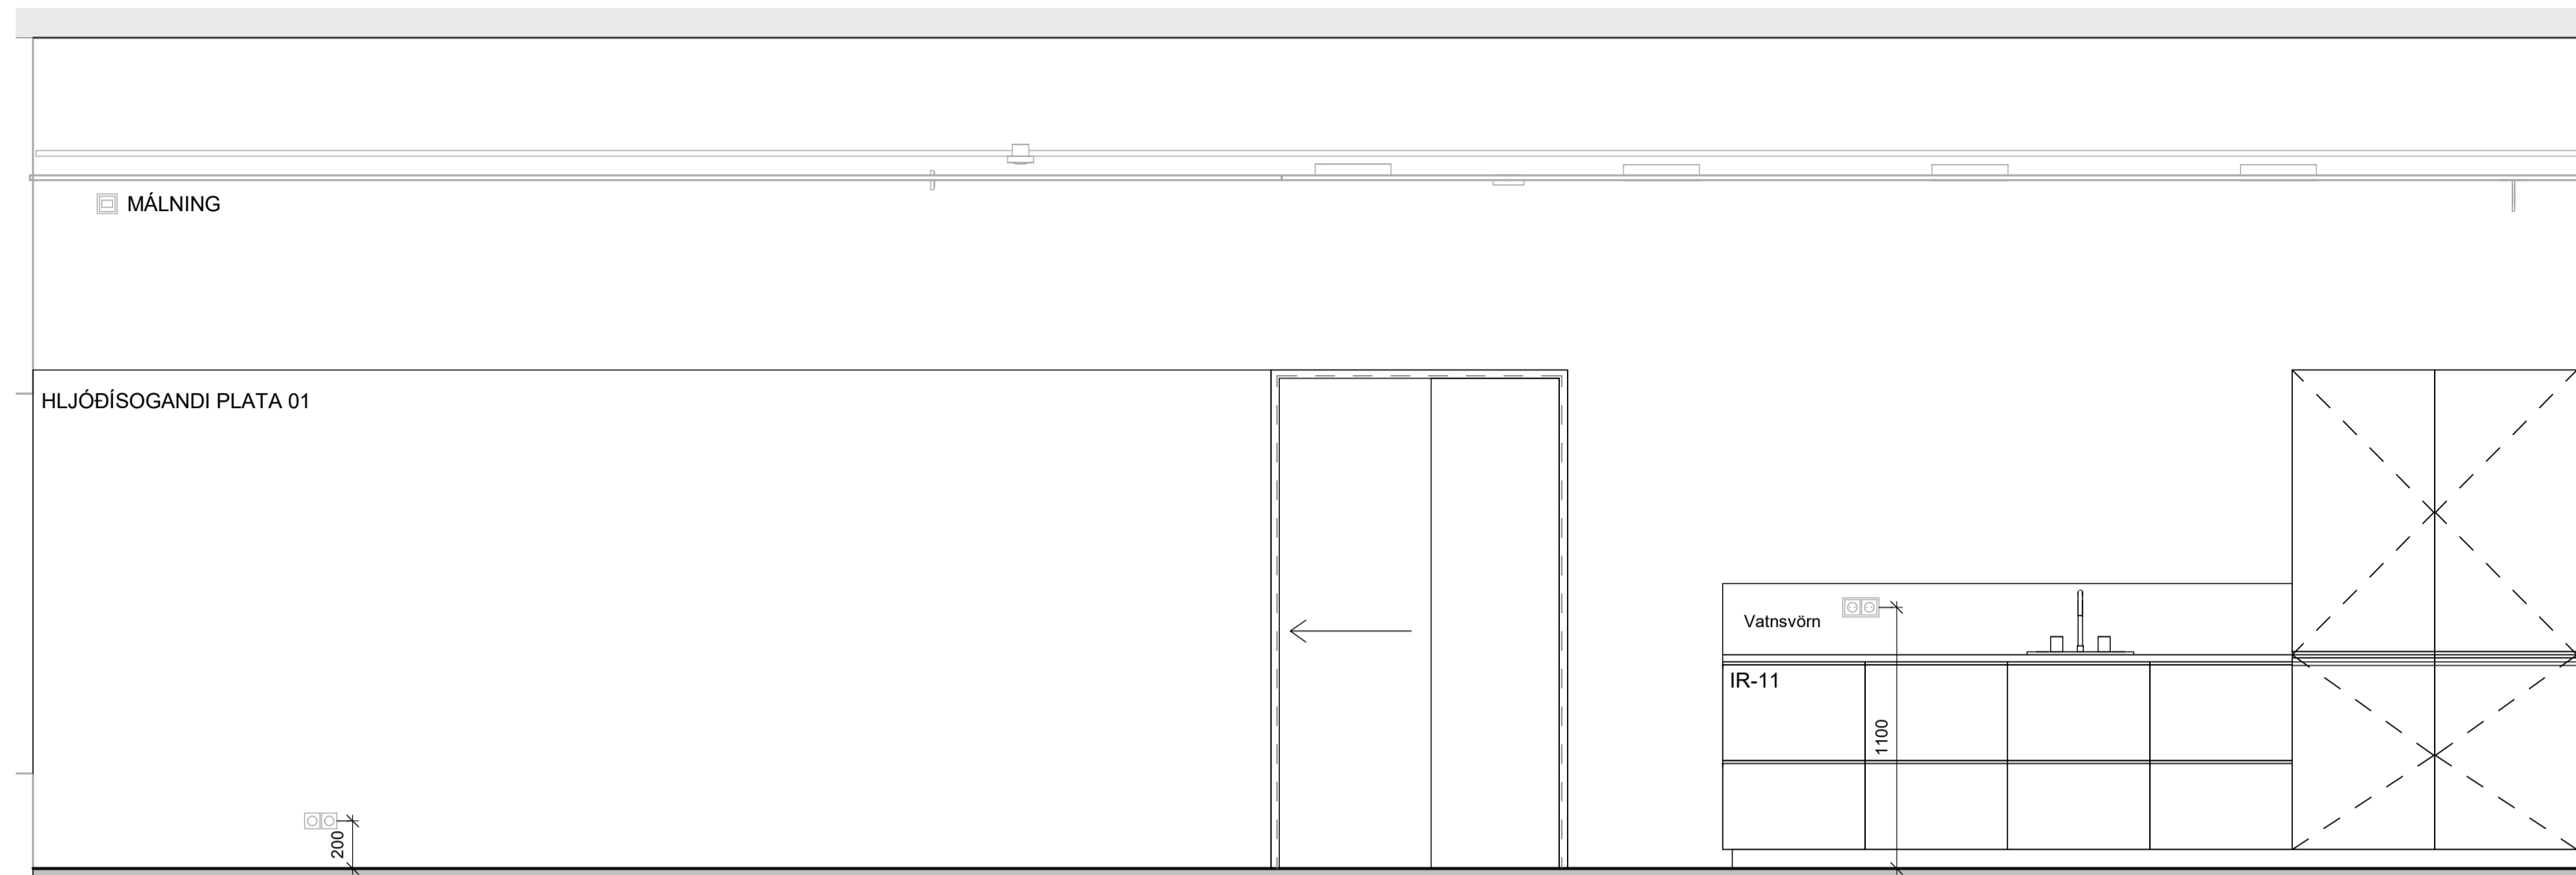 MÁLNING
HLJÓÐÍSOGANDI PLATA 01
Vatnsvörn
IR-11
1100
200